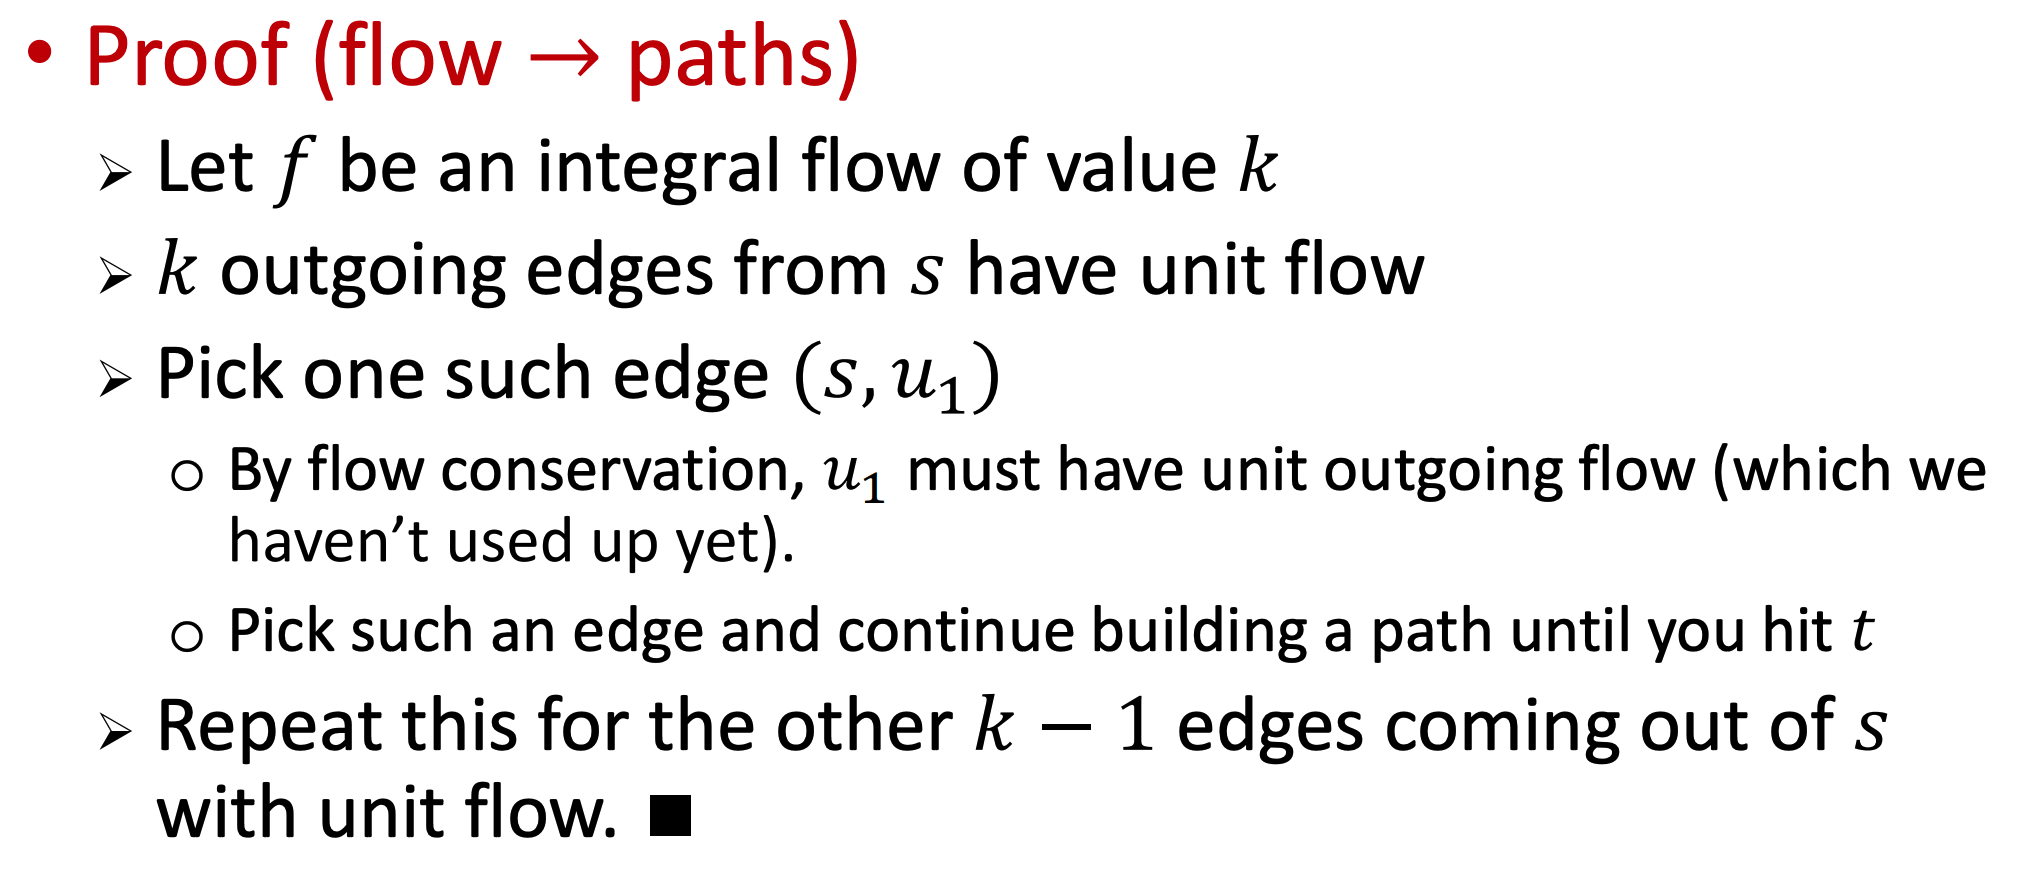 • Proof (flow → paths)
➢ Let f be an integral flow of value k
➢ k outgoing edges from s have unit flow
➢ Pick one such edge (s, u₁)
o By flow conservation, u₁ must have unit outgoing flow (which we
haven’t used up yet).
o Pick such an edge and continue building a path until you hit t
➢ Repeat this for the other k − 1 edges coming out of s
with unit flow. ■